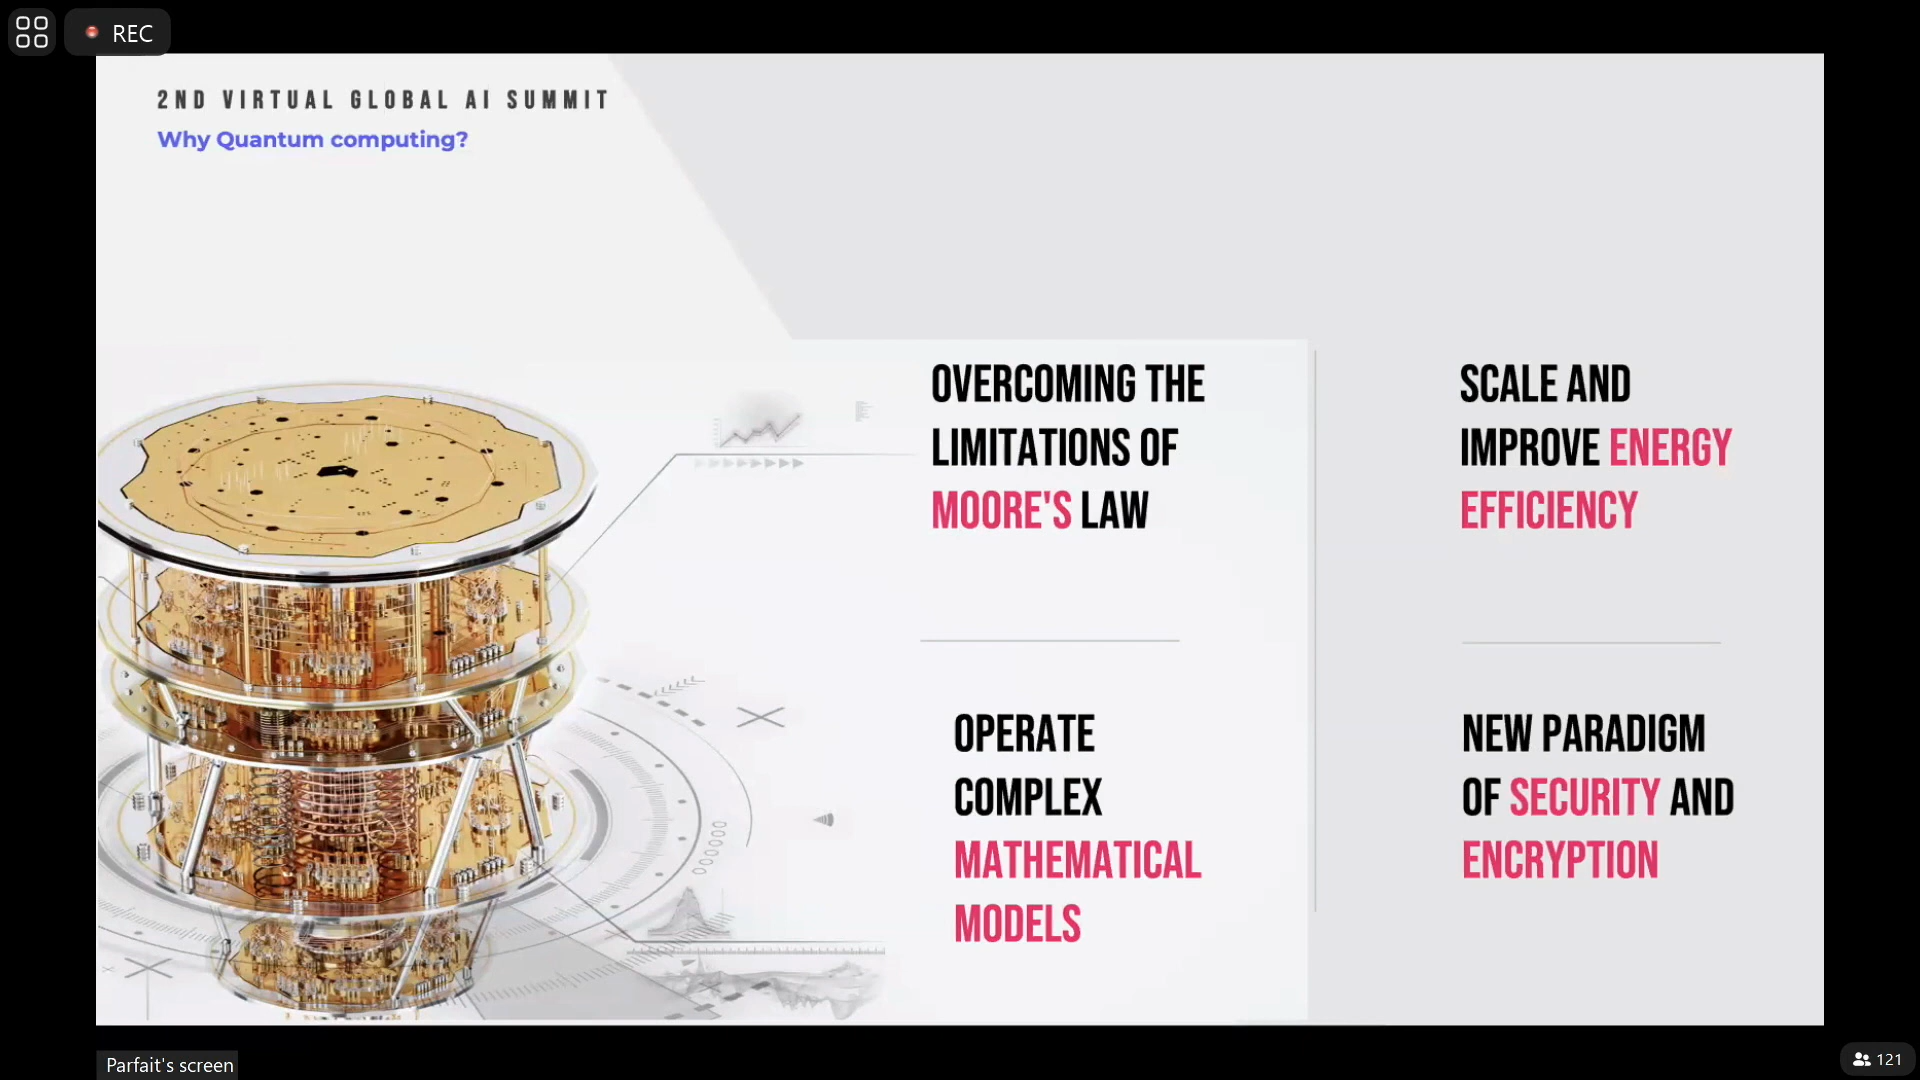 REC
2ND VIRTUAL GLOBAL AI SUMMIT
Why Quantum computing?
OVERCOMING THE
LIMITATIONS OF
MOORE'S LAW
SCALE AND
IMPROVE ENERGY
EFFICIENCY
OPERATE
COMPLEX
MATHEMATICAL
MODELS
NEW PARADIGM
OF SECURITY AND
ENCRYPTION
Parfait's screen
121